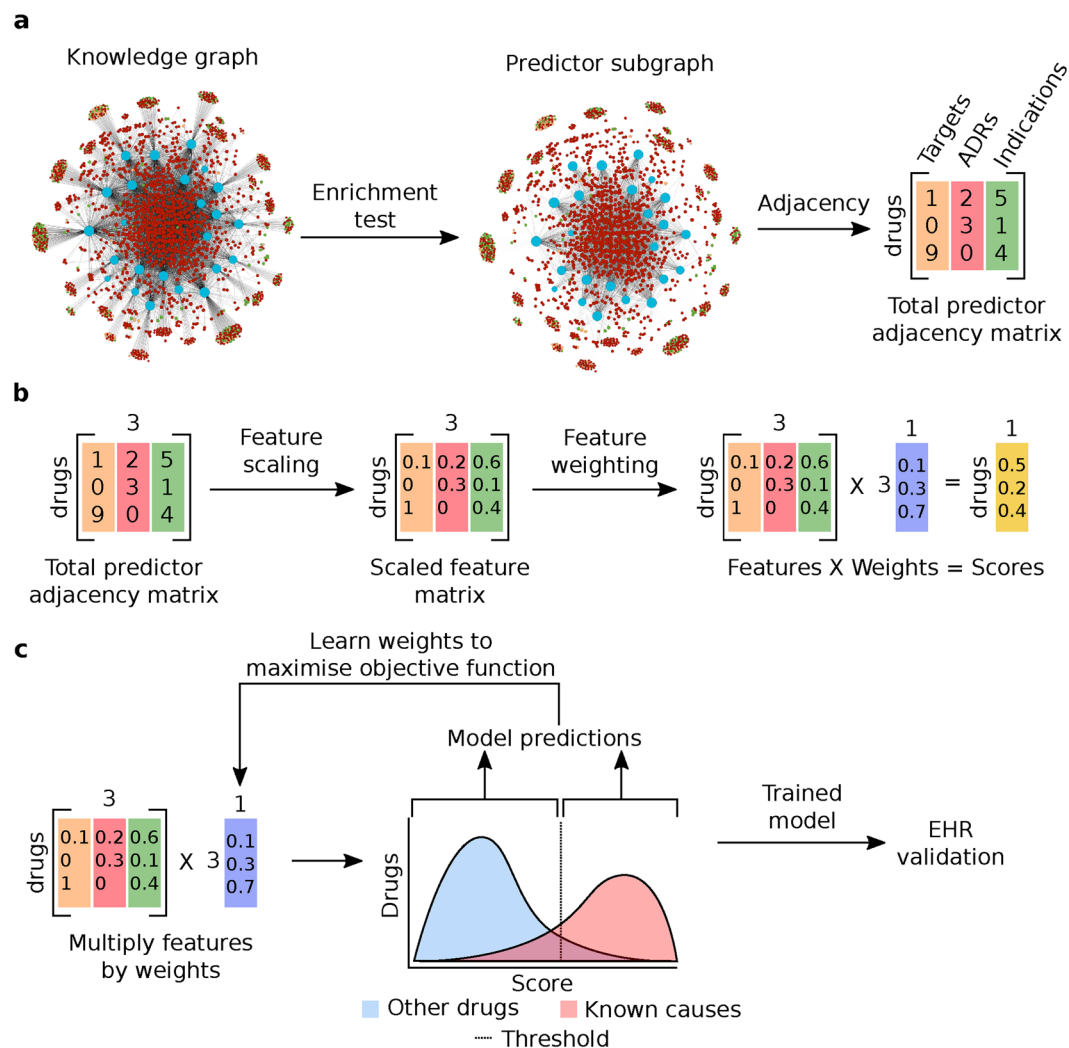 a
Knowledge graph
Predictor subgraph
Enrichment
test
Adjacency
Targets
ADRs
Indications
drugs
1 2 5
0 3 1
9 0 4
Total predictor
adjacency matrix
b
3
drugs
1 2 5
0 3 1
9 0 4
Total predictor
adjacency matrix
Feature
scaling
3
0.1 0.2 0.6
0 0.3 0.1
1 0 0.4
Scaled feature
matrix
Feature
weighting
3
drugs
0.1 0.2 0.6
0 0.3 0.1
1 0 0.4
X
3
1
0.1
0.3
0.7
=
drugs
1
0.5
0.2
0.4
Features X Weights = Scores
c
Learn weights to
maximise objective function
Model predictions
3
drugs
0.1 0.2 0.6
0 0.3 0.1
1 0 0.4
X
3
1
0.1
0.3
0.7
Multiply features
by weights
Drugs
Score
Other drugs
Known causes
Threshold
Trained
model
EHR
validation